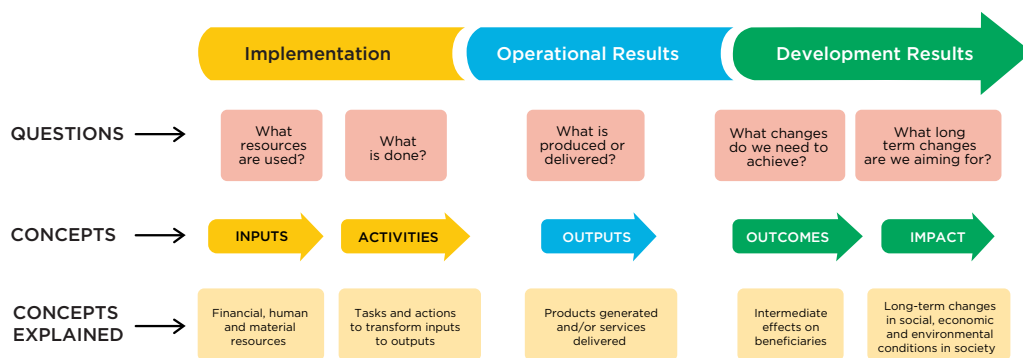 Implementation
Operational Results
Development Results
QUESTIONS
What
resources
are used?
What
is done?
What is
produced or
delivered?
What changes
do we need to
achieve?
What long
term changes
are we aiming for?
CONCEPTS
INPUTS
ACTIVITIES
OUTPUTS
OUTCOMES
IMPACT
CONCEPTS
EXPLAINED
Financial, human
and material
resources
Tasks and actions
to transform inputs
to outputs
Products generated
and/or services
delivered
Intermediate
effects on
beneficiaries
Long-term changes
in social, economic
and environmental
conditions in society